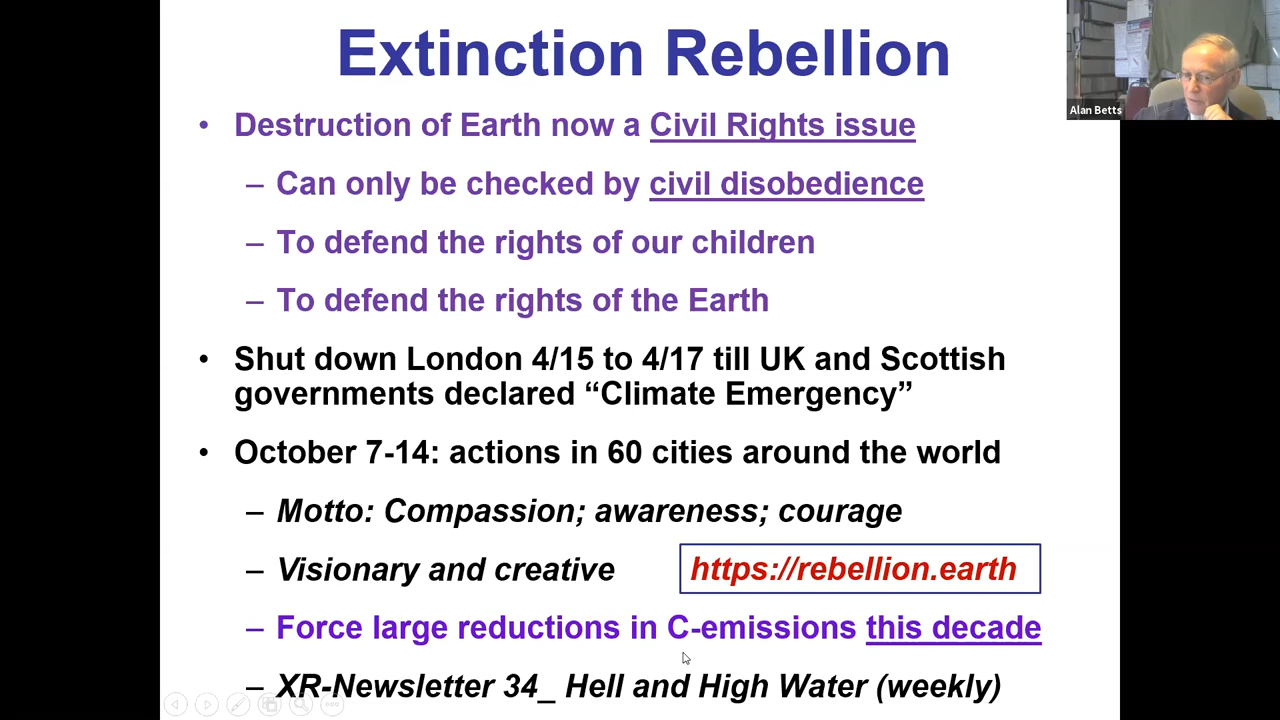 Extinction Rebellion
Alan Betts
• Destruction of Earth now a Civil Rights issue
– Can only be checked by civil disobedience
– To defend the rights of our children
– To defend the rights of the Earth
• Shut down London 4/15 to 4/17 till UK and Scottish
governments declared “Climate Emergency”
• October 7-14: actions in 60 cities around the world
– Motto: Compassion; awareness; courage
– Visionary and creative
https://rebellion.earth
– Force large reductions in C-emissions this decade
– XR-Newsletter 34_ Hell and High Water (weekly)